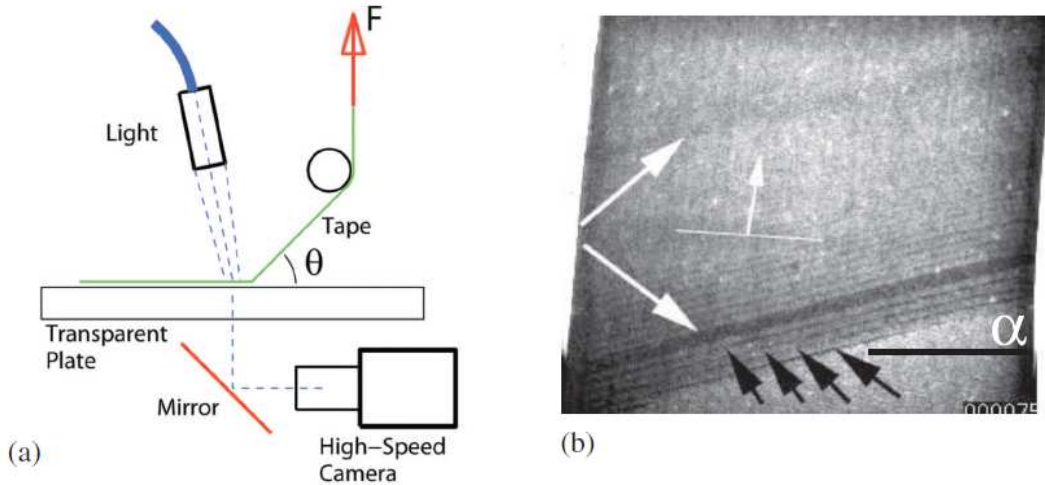 F
Light
Tape
θ
Transparent
Plate
Mirror
High–Speed
Camera
(a)
α
000075
(b)